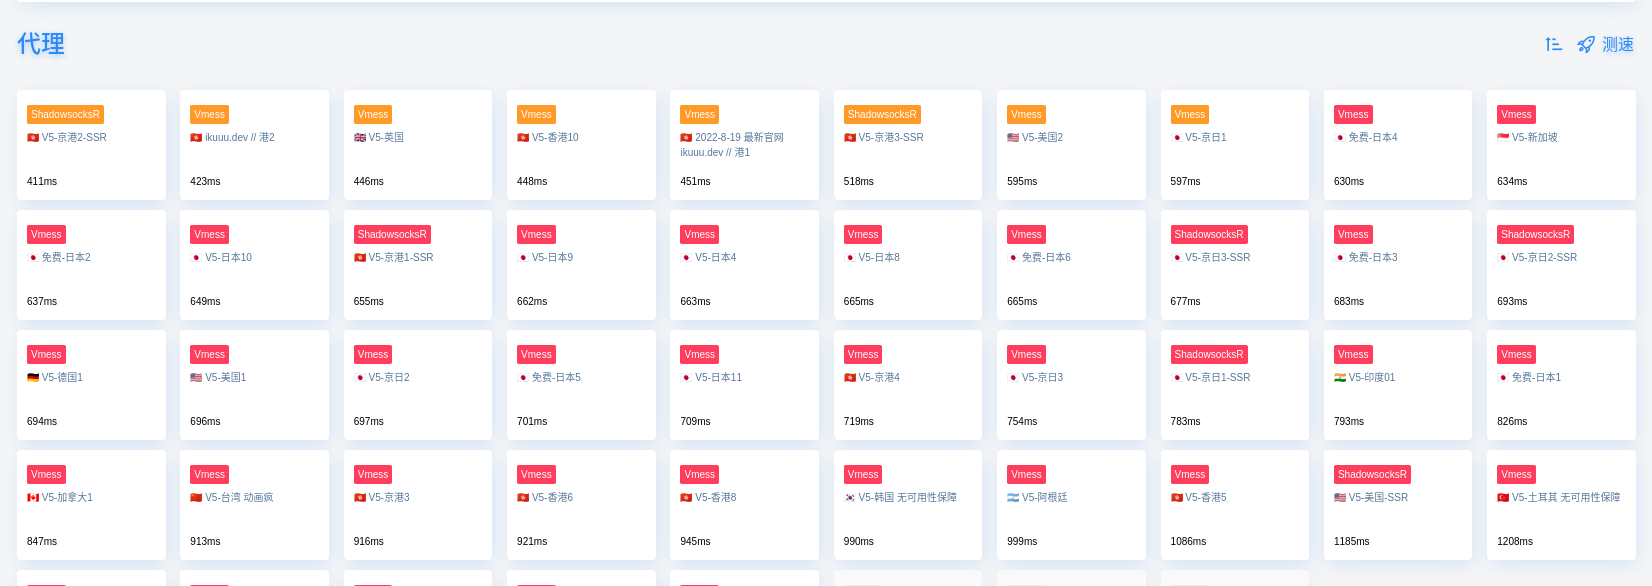 代理
测速
ShadowsocksR
V5-京港2-SSR
411ms
Vmess
ikuuu.dev // 港2
423ms
Vmess
V5-英国
446ms
Vmess
V5-香港10
448ms
Vmess
2022-8-19 最新官网
ikuuu.dev // 港1
451ms
ShadowsocksR
V5-京港3-SSR
518ms
Vmess
V5-美国2
595ms
Vmess
V5-京日1
597ms
Vmess
免费-日本4
630ms
Vmess
V5-新加坡
634ms
Vmess
免费-日本2
637ms
Vmess
V5-日本10
649ms
ShadowsocksR
V5-京港1-SSR
655ms
Vmess
V5-日本9
662ms
Vmess
V5-日本4
663ms
Vmess
V5-日本8
665ms
Vmess
免费-日本6
665ms
ShadowsocksR
V5-京日3-SSR
677ms
Vmess
免费-日本3
683ms
ShadowsocksR
V5-京日2-SSR
693ms
Vmess
V5-德国1
694ms
Vmess
V5-美国1
696ms
Vmess
V5-京日2
697ms
Vmess
免费-日本5
701ms
Vmess
V5-日本11
709ms
Vmess
V5-京港4
719ms
Vmess
V5-京日3
754ms
ShadowsocksR
V5-京日1-SSR
783ms
Vmess
V5-印度01
793ms
Vmess
免费-日本1
826ms
Vmess
V5-加拿大1
847ms
Vmess
V5-台湾 动画疯
913ms
Vmess
V5-京港3
916ms
Vmess
V5-香港6
921ms
Vmess
V5-香港8
945ms
Vmess
V5-韩国 无可用性保障
990ms
Vmess
V5-阿根廷
999ms
Vmess
V5-香港5
1086ms
ShadowsocksR
V5-美国-SSR
1185ms
Vmess
V5-土耳其 无可用性保障
1208ms